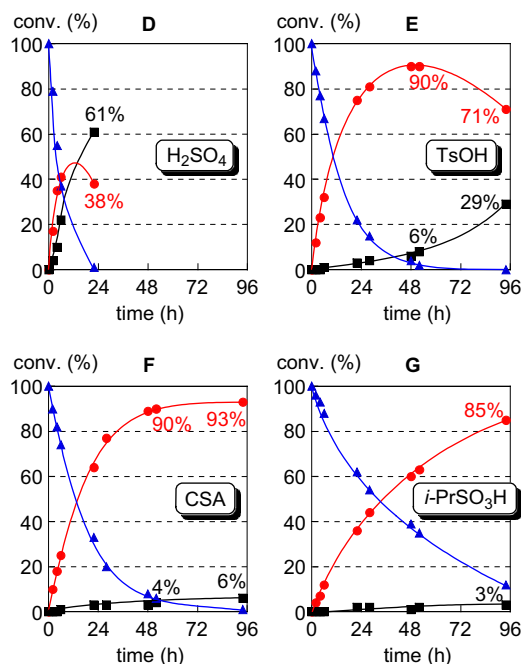 conv. (%) D
100
80
60
40
20
0
61%
H₂SO₄
38%
0 24 48 72 96
time (h)
conv. (%) E
100
80
60
40
20
0
90%
71%
TsOH
29%
6%
0 24 48 72 96
time (h)
conv. (%) F
100
80
60
40
20
0
90% 93%
CSA
4% 6%
0 24 48 72 96
time (h)
conv. (%) G
100
80
60
40
20
0
85%
i-PrSO₃H
3%
0 24 48 72 96
time (h)